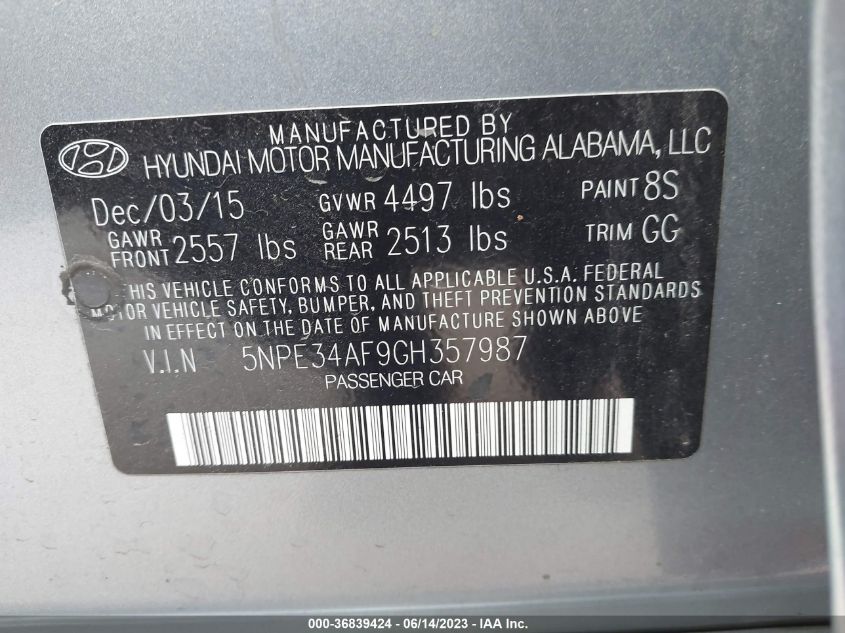 MANUFACTURED BY
HYUNDAI MOTOR MANUFACTURING ALABAMA, LLC
Dec/03/15 GVWR 4497 lbs PAINT 8S
GAWR FRONT 2557 lbs GAWR REAR 2513 lbs TRIM GG
THIS VEHICLE CONFORMS TO ALL APPLICABLE U.S.A. FEDERAL
MOTOR VEHICLE SAFETY, BUMPER, AND THEFT PREVENTION STANDARDS
IN EFFECT ON THE DATE OF MANUFACTURE SHOWN ABOVE
V.I.N 5NPE34AF9GH357987
PASSENGER CAR
000-36839424 - 06/14/2023 - IAA Inc.